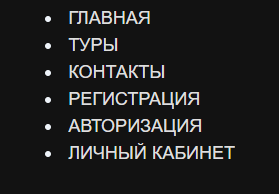 ГЛАВНАЯ
ТУРЫ
КОНТАКТЫ
РЕГИСТРАЦИЯ
АВТОРИЗАЦИЯ
ЛИЧНЫЙ КАБИНЕТ